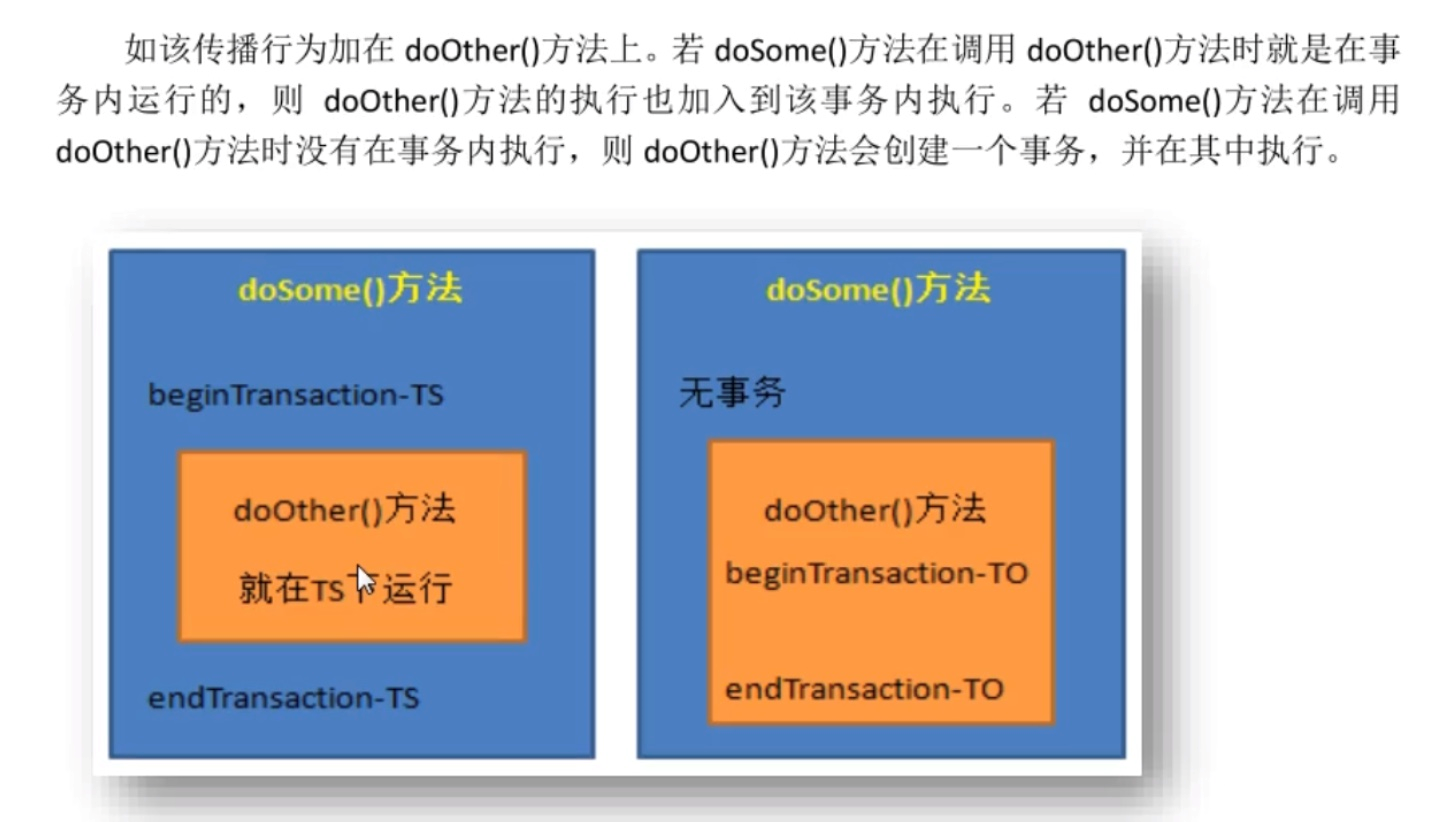 如该传播行为加在 doOther()方法上。若 doSome()方法在调用 doOther()方法时就是在事
务内运行的，则 doOther()方法的执行也加入到该事务内执行。若 doSome()方法在调用
doOther()方法时没有在事务内执行，则 doOther()方法会创建一个事务，并在其中执行。
doSome()方法
beginTransaction-TS
doOther()方法
就在TS下运行
endTransaction-TS
doSome()方法
无事务
doOther()方法
beginTransaction-TO
endTransaction-TO